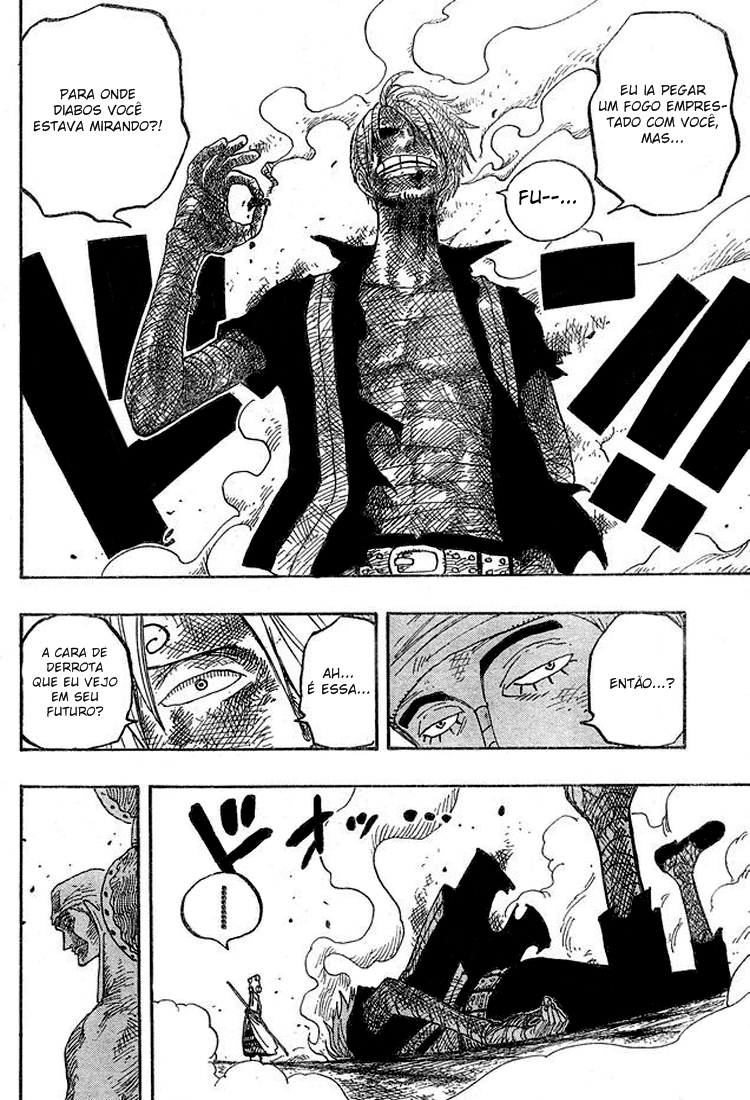 EU IA PEGAR
UM FOGO EMPRES-
TADO COM VOCÊ,
MAS...
FU--...
PARA ONDE
DIABOS VOCÊ
ESTAVA MIRANDO?!
ドン!!!
ENTÃO...?
AH...
É ESSA...
A CARA DE
DERROTA
QUE EU VEJO
EM SEU
FUTURO?
ドオッ...